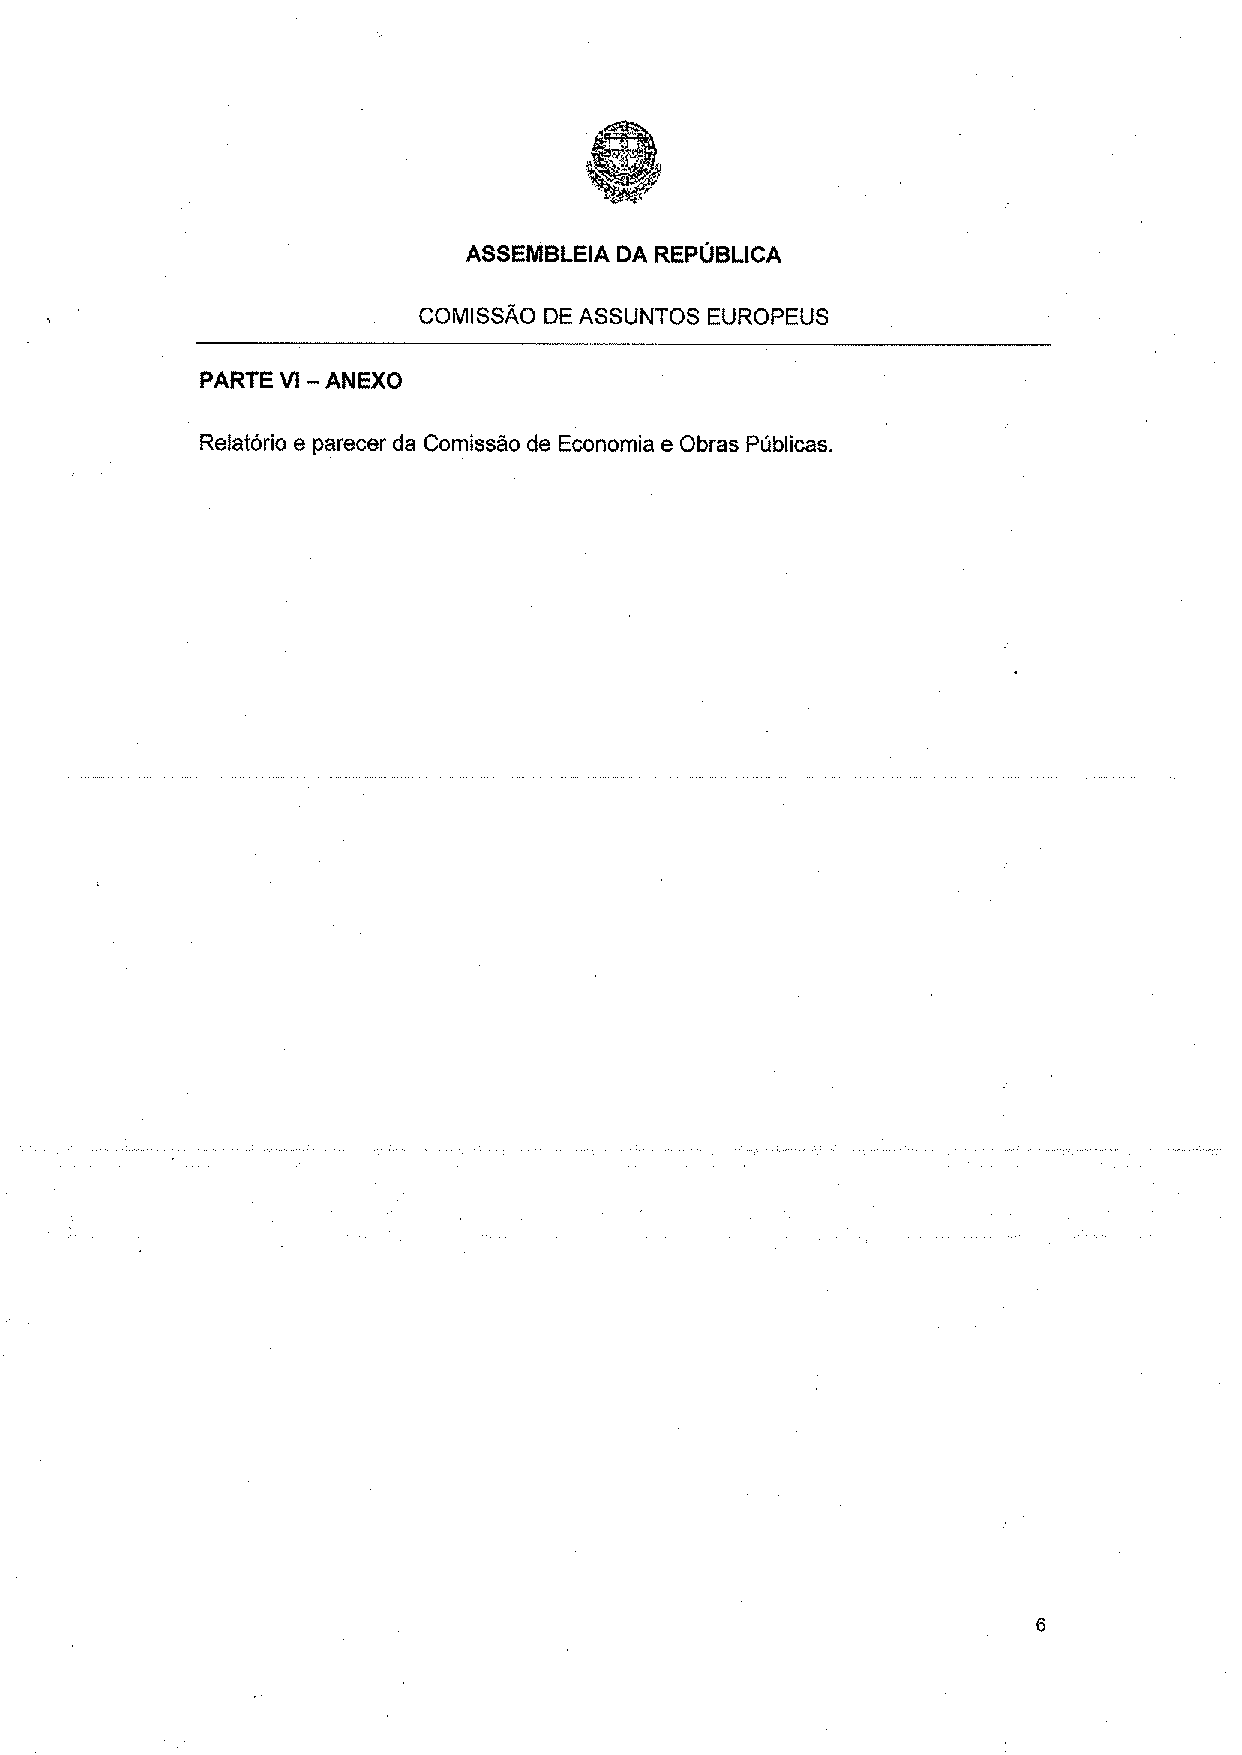 ASSEMBLEIA DA REPÚBLICA
COMISSÃO DE ASSUNTOS EUROPEUS
PARTE VI – ANEXO
Relatório e parecer da Comissão de Economia e Obras Públicas.
6